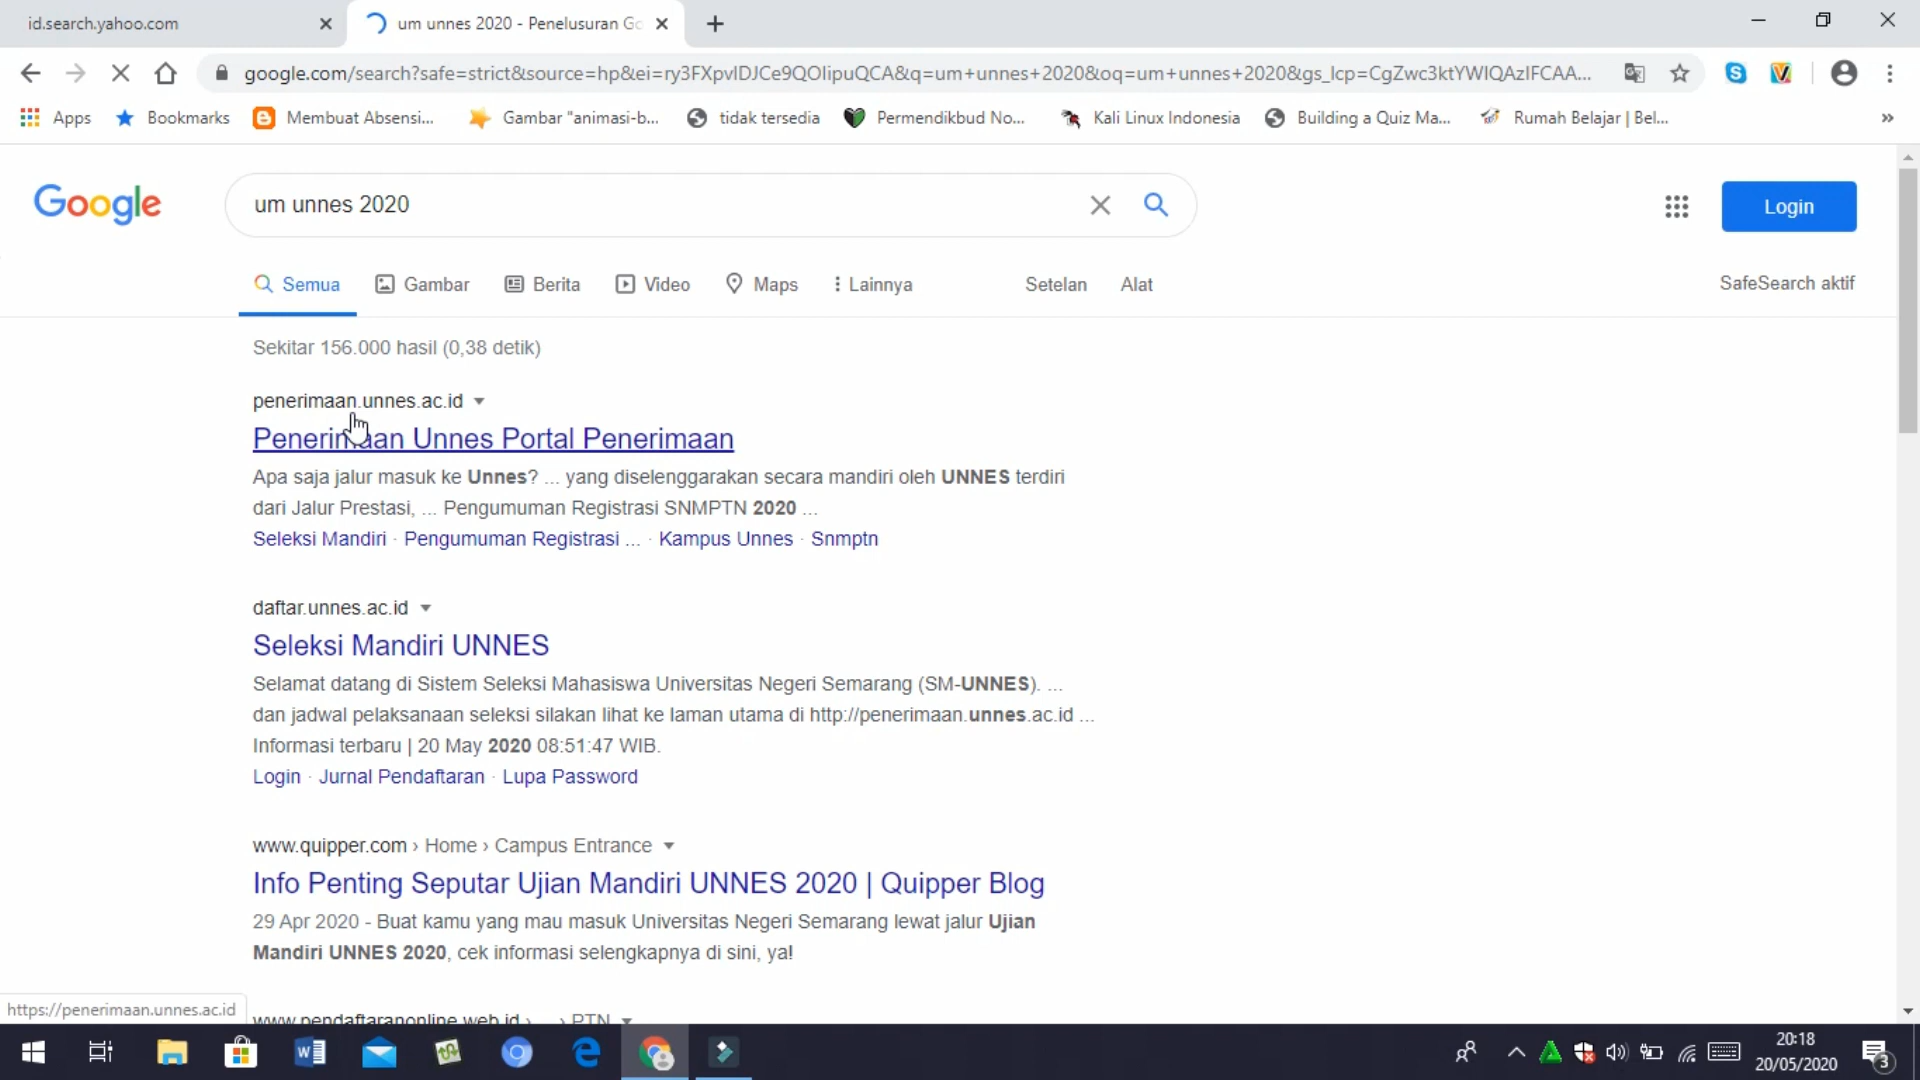 id.search.yahoo.com
um unnes 2020 - Penelusuran Go
google.com/search?safe=strict&source=hp&ei=ry3FXpvIDJCe9QOIipuQCA&q=um+unnes+2020&oq=um+unnes+2020&gs_lcp=CgZwc3ktYWIQAzIFCAA...
Apps Bookmarks Membuat Absensi... Gambar "animasi-b... tidak tersedia Permendikbud No... Kali Linux Indonesia Building a Quiz Ma... Rumah Belajar | Bel... »
Google
um unnes 2020
Login
Semua Gambar Berita Video Maps Lainnya Setelan Alat
SafeSearch aktif
Sekitar 156.000 hasil (0,38 detik)
penerimaan.unnes.ac.id
Penerimaan Unnes Portal Penerimaan
Apa saja jalur masuk ke Unnes? ... yang diselenggarakan secara mandiri oleh UNNES terdiri
dari Jalur Prestasi, ... Pengumuman Registrasi SNMPTN 2020 ...
Seleksi Mandiri · Pengumuman Registrasi ... · Kampus Unnes · Snmptn
daftar.unnes.ac.id
Seleksi Mandiri UNNES
Selamat datang di Sistem Seleksi Mahasiswa Universitas Negeri Semarang (SM-UNNES). ...
dan jadwal pelaksanaan seleksi silakan lihat ke laman utama di http://penerimaan.unnes.ac.id ...
Informasi terbaru | 20 May 2020 08:51:47 WIB.
Login · Jurnal Pendaftaran · Lupa Password
www.quipper.com › Home › Campus Entrance
Info Penting Seputar Ujian Mandiri UNNES 2020 | Quipper Blog
29 Apr 2020 - Buat kamu yang mau masuk Universitas Negeri Semarang lewat jalur Ujian
Mandiri UNNES 2020, cek informasi selengkapnya di sini, ya!
https://penerimaan.unnes.ac.id
www.pendaftaranonline.web.id › ... › PTN
20:18
20/05/2020
3